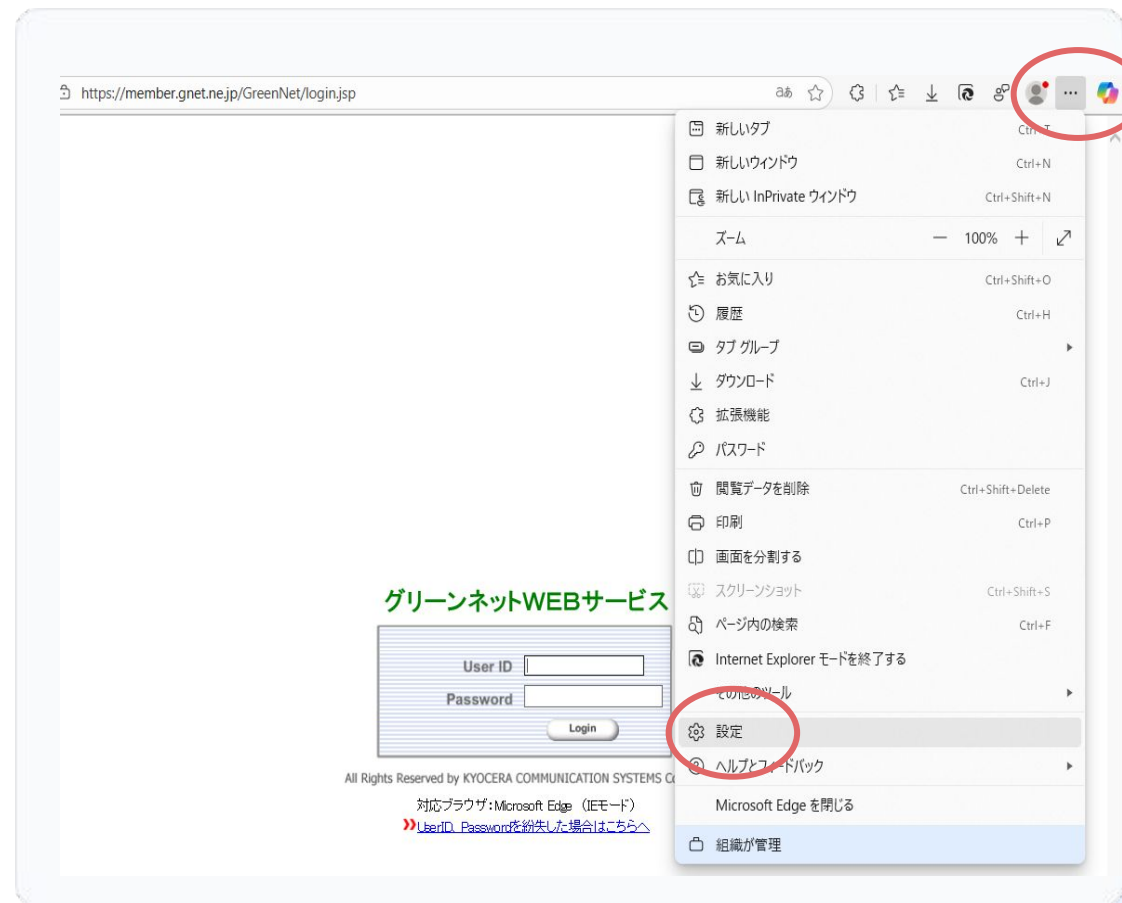 https://member.gnet.ne.jp/GreenNet/login.jsp
新しいタブ Ctrl+T
新しいウィンドウ Ctrl+N
新しい InPrivate ウィンドウ Ctrl+Shift+N
ズーム 100%
お気に入り Ctrl+Shift+O
履歴 Ctrl+H
タブ グループ
ダウンロード Ctrl+J
拡張機能
パスワード
閲覧データを削除 Ctrl+Shift+Delete
印刷 Ctrl+P
画面を分割する
スクリーンショット Ctrl+Shift+S
ページ内の検索 Ctrl+F
Internet Explorer モードを終了する
その他のツール
設定
ヘルプとフィードバック
Microsoft Edge を閉じる
組織が管理
グリーンネットWEBサービス
User ID
Password
Login
All Rights Reserved by KYOCERA COMMUNICATION SYSTEMS
対応ブラウザ:Microsoft Edge （IEモード）
UserID、Passwordを紛失した場合はこちらへ